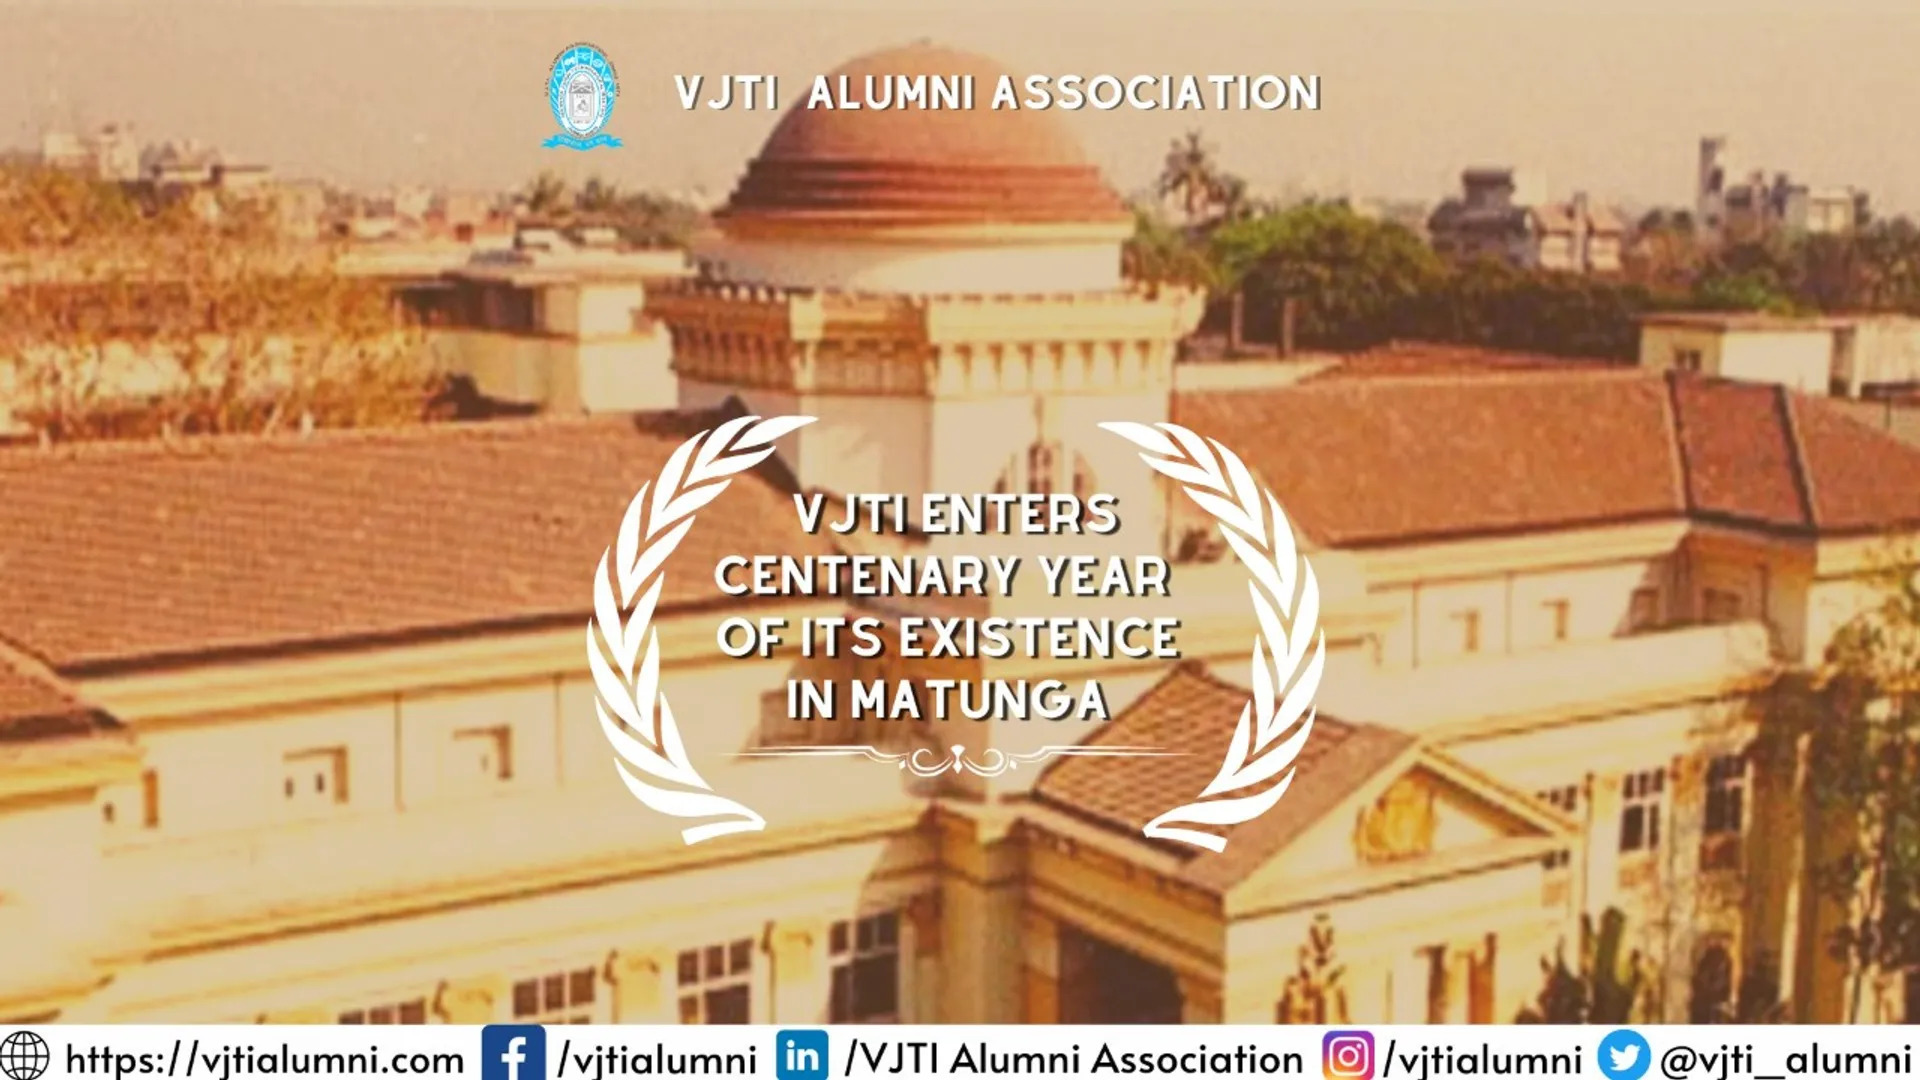 VJTI ALUMNI ASSOCIATION
VJTI ENTERS
CENTENARY YEAR
OF ITS EXISTENCE
IN MATUNGA
https://vjtialumni.com /vjtialumni /VJTI Alumni Association /vjtialumni @vjti_alumni